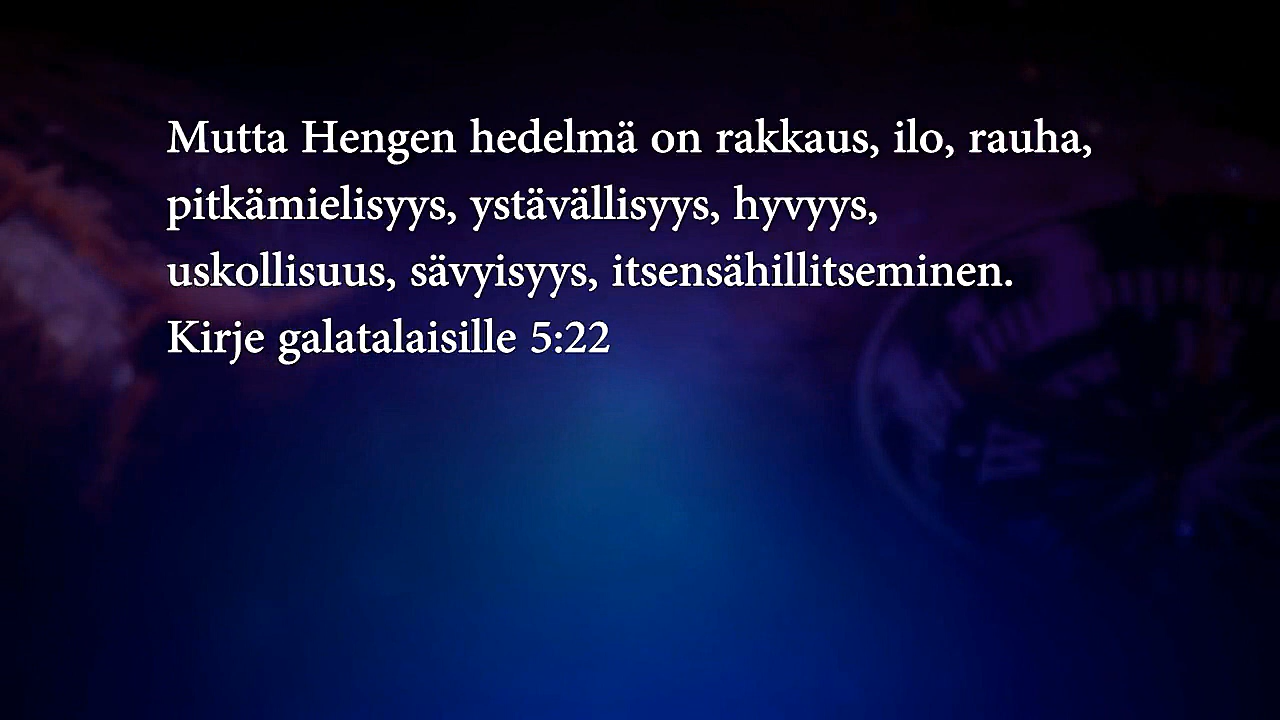 Mutta Hengen hedelmä on rakkaus, ilo, rauha,
pitkämielisyys, ystävällisyys, hyvyys,
uskollisuus, sävyisyys, itsensähillitseminen.
Kirje galatalaisille 5:22